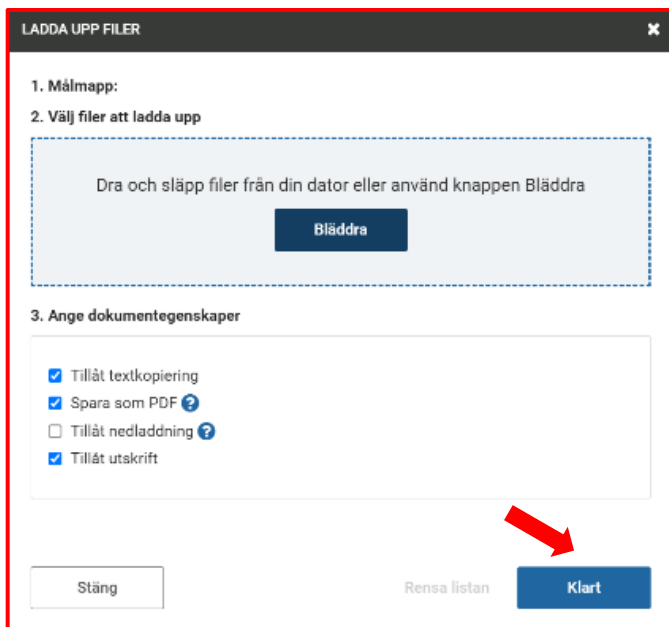 LADDA UPP FILER
1. Målmapp:
2. Välj filer att ladda upp
Dra och släpp filer från din dator eller använd knappen Bläddra
Bläddra
3. Ange dokumentegenskaper
Tillåt textkopiering
Spara som PDF ?
Tillåt nedladdning ?
Tillåt utskrift
Stäng
Rensa listan
Klart